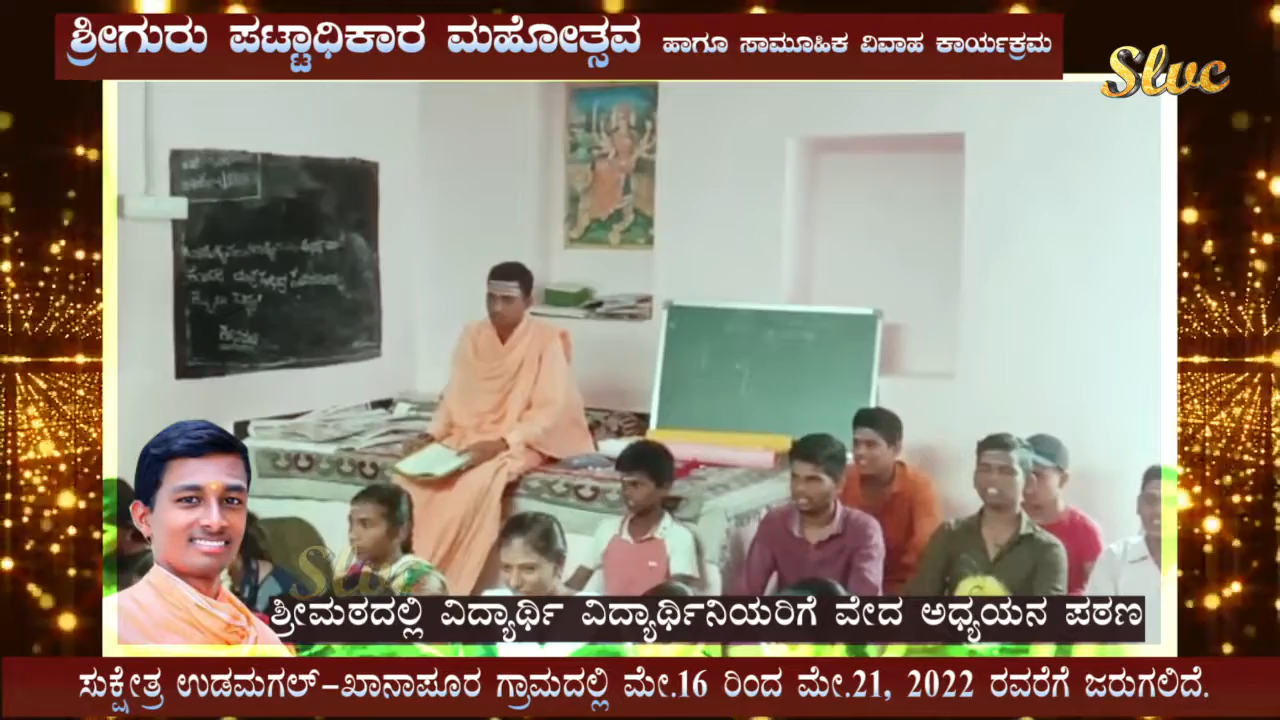 ಶ್ರೀಗುರು ಪಟ್ಟಾಧಿಕಾರ ಮಹೋತ್ಸವ ಹಾಗೂ ಸಾಮೂಹಿಕ ವಿವಾಹ ಕಾರ್ಯಕ್ರಮ
Slvc
Slvc
ಶ್ರೀಮಠದಲ್ಲಿ ವಿದ್ಯಾರ್ಥಿ ವಿದ್ಯಾರ್ಥಿನಿಯರಿಗೆ ವೇದ ಅಧ್ಯಯನ ಪಠಣ
ಸುಕ್ಷೇತ್ರ ಉಡಮಗಲ್-ಖಾನಾಪೂರ ಗ್ರಾಮದಲ್ಲಿ ಮೇ.16 ರಿಂದ ಮೇ.21, 2022 ರವರೆಗೆ ಜರುಗಲಿದೆ.